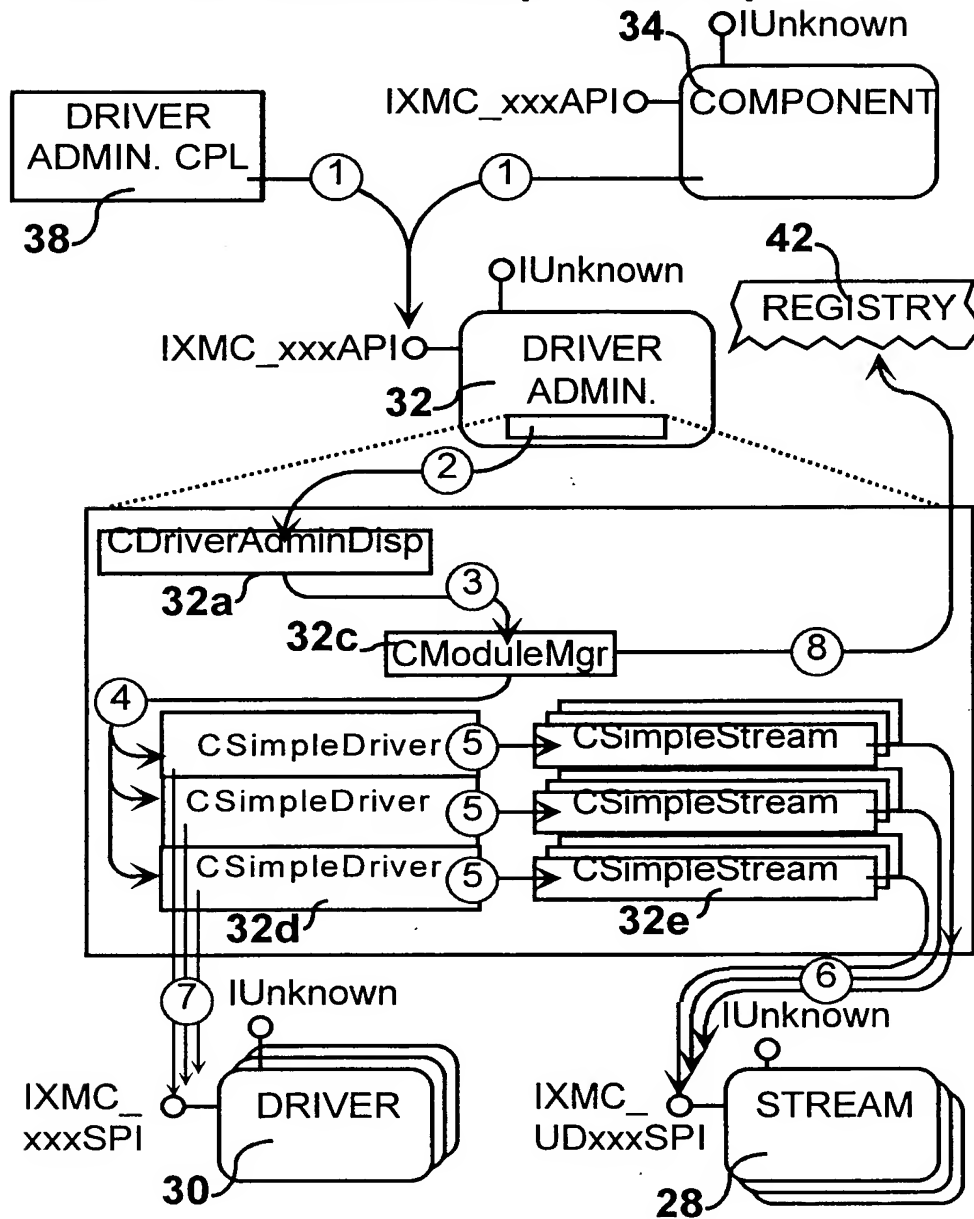 34
IUnknown
IXMC_xxxAPI
COMPONENT
DRIVER
ADMIN. CPL
1
1
38
42
IUnknown
REGISTRY
IXMC_xxxAPI
DRIVER
ADMIN.
32
2
CDriverAdminDisp
32a
3
32c
CModuleMgr
8
4
CSimpleDriver
5
CSimpleStream
CSimpleDriver
5
CSimpleStream
CSimpleDriver
5
CSimpleStream
32d
32e
7
IUnknown
6
IUnknown
IXMC_
xxxSPI
DRIVER
IXMC_
UDxxxSPI
STREAM
30
28